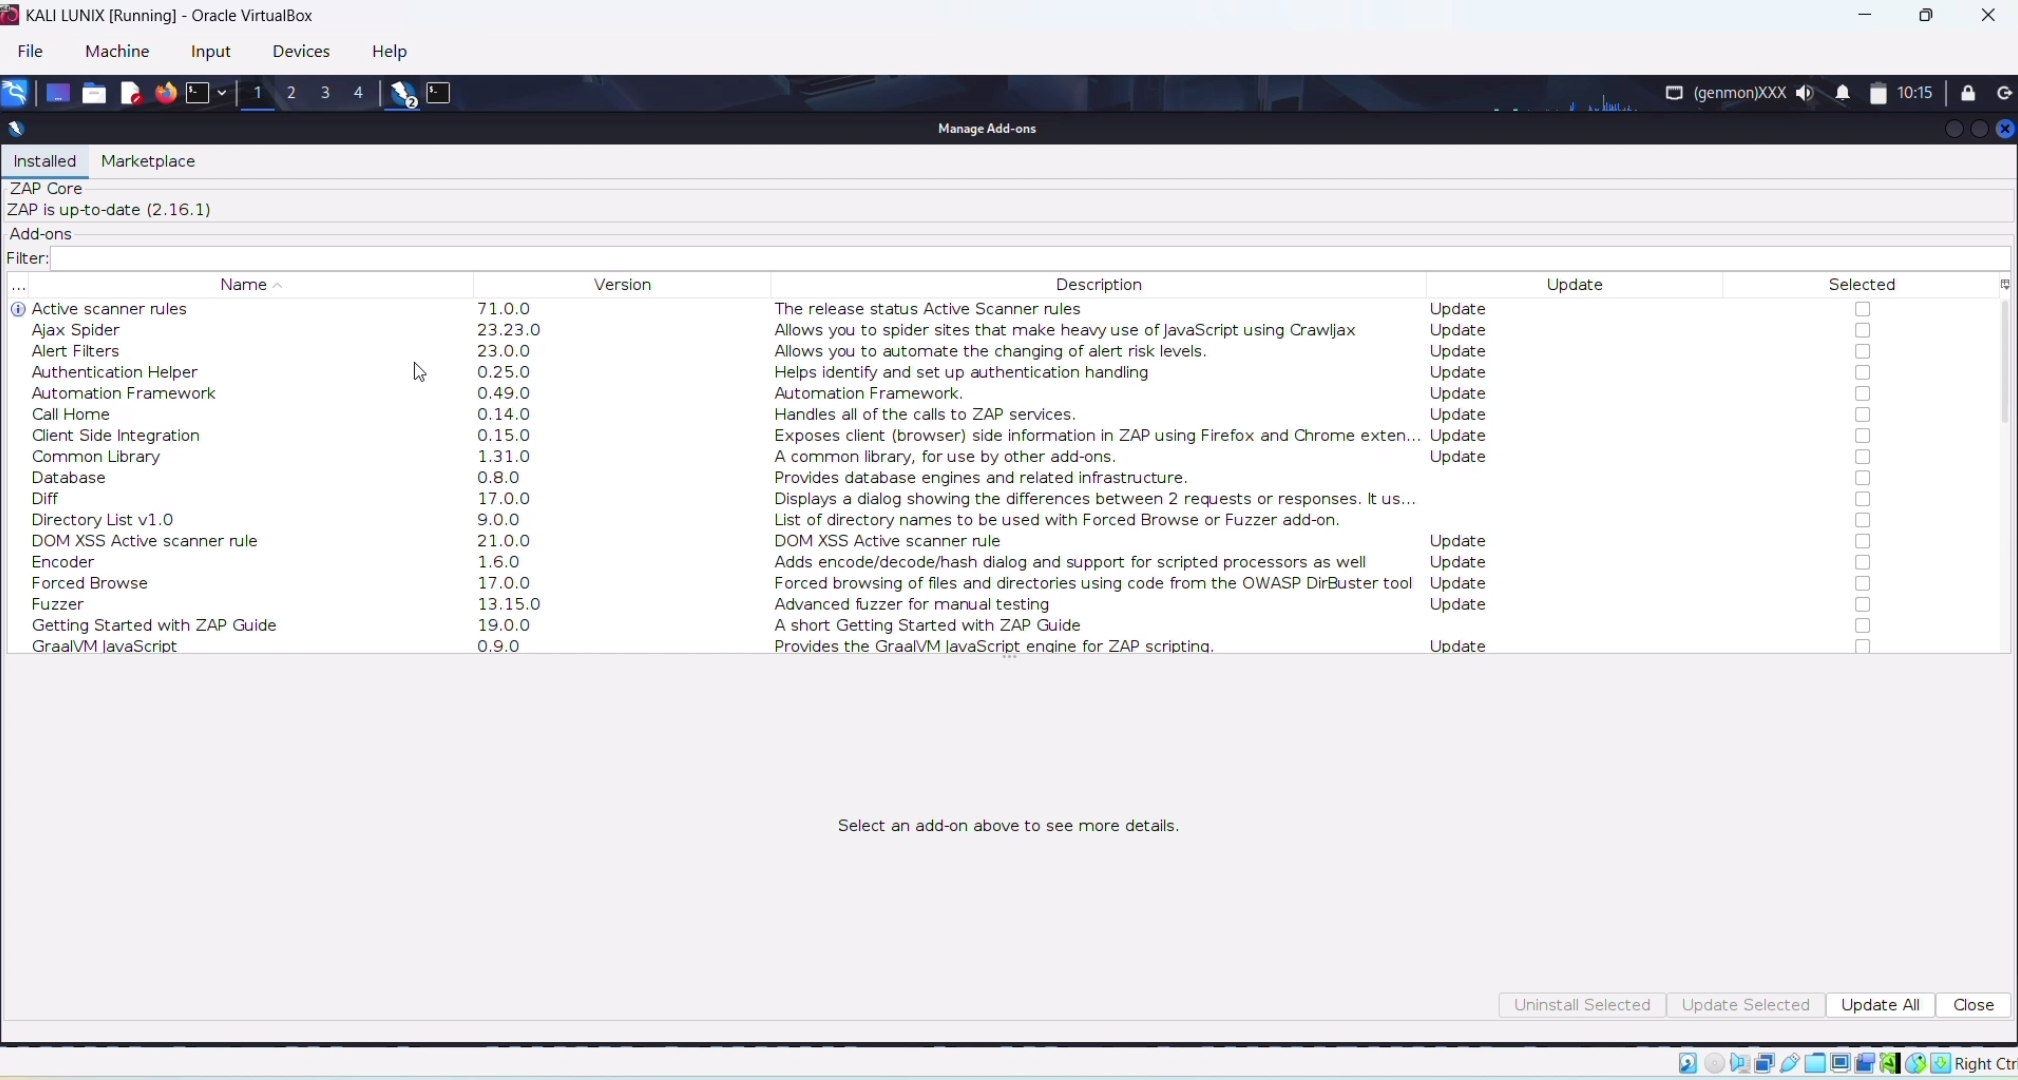 KALI LUNIX [Running] - Oracle VirtualBox
File Machine Input Devices Help
1 2 3 4 2 (genmon)XXX 10:15
Manage Add-ons
Installed Marketplace
ZAP Core
ZAP is up-to-date (2.16.1)
Add-ons
Filter:
... Name Version Description Update Selected
Active scanner rules 71.0.0 The release status Active Scanner rules Update
Ajax Spider 23.23.0 Allows you to spider sites that make heavy use of JavaScript using Crawljax Update
Alert Filters 23.0.0 Allows you to automate the changing of alert risk levels. Update
Authentication Helper 0.25.0 Helps identify and set up authentication handling Update
Automation Framework 0.49.0 Automation Framework. Update
Call Home 0.14.0 Handles all of the calls to ZAP services. Update
Client Side Integration 0.15.0 Exposes client (browser) side information in ZAP using Firefox and Chrome exten... Update
Common Library 1.31.0 A common library, for use by other add-ons. Update
Database 0.8.0 Provides database engines and related infrastructure.
Diff 17.0.0 Displays a dialog showing the differences between 2 requests or responses. It us...
Directory List v1.0 9.0.0 List of directory names to be used with Forced Browse or Fuzzer add-on.
DOM XSS Active scanner rule 21.0.0 DOM XSS Active scanner rule Update
Encoder 1.6.0 Adds encode/decode/hash dialog and support for scripted processors as well Update
Forced Browse 17.0.0 Forced browsing of files and directories using code from the OWASP DirBuster tool Update
Fuzzer 13.15.0 Advanced fuzzer for manual testing Update
Getting Started with ZAP Guide 19.0.0 A short Getting Started with ZAP Guide
GraalVM JavaScript 0.9.0 Provides the GraalVM JavaScript engine for ZAP scripting. Update
Select an add-on above to see more details.
Uninstall Selected Update Selected Update All Close
Right Ctr